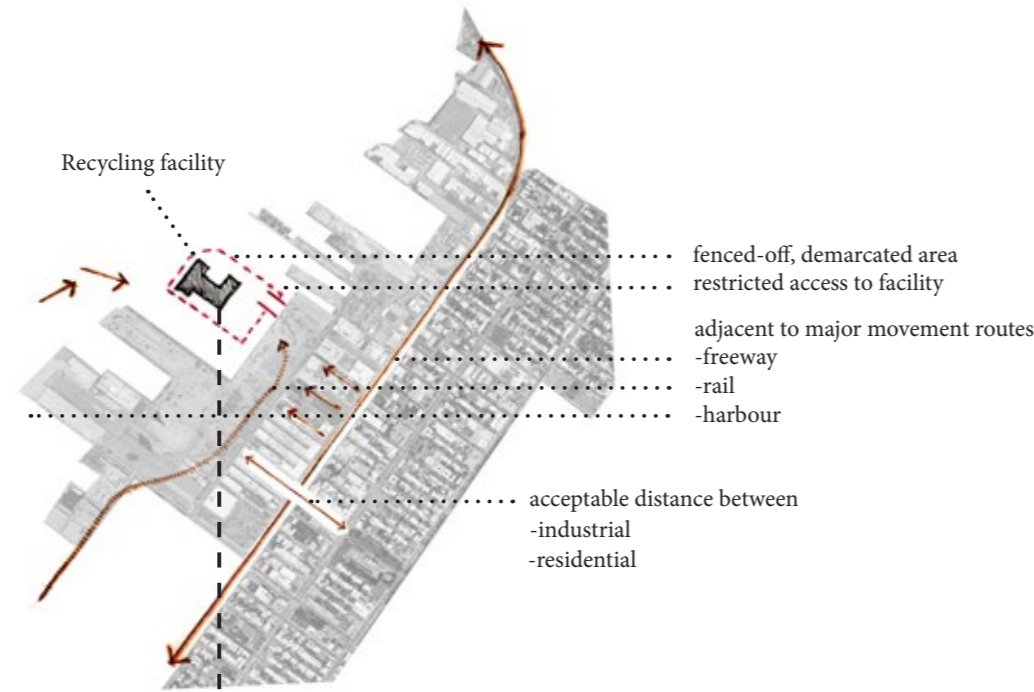 Recycling facility
fenced-off, demarcated area
restricted access to facility
adjacent to major movement routes
-freeway
-rail
-harbour
acceptable distance between
-industrial
-residential